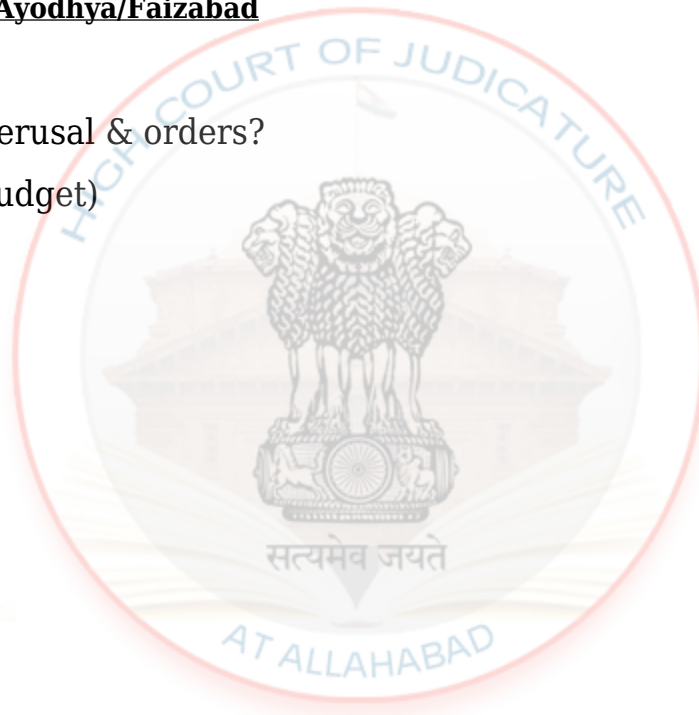 Ayodhya/Faizabad
HIGH COURT OF JUDICATURE
erusal & orders?
udget)
सत्यमेव जयते
AT ALLAHABAD